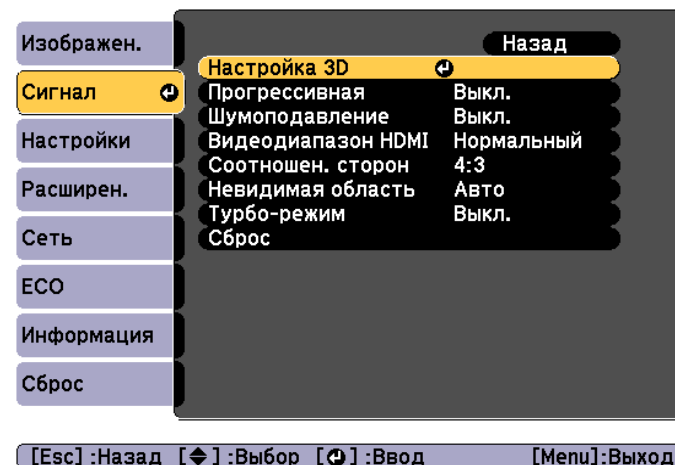 Изображен.
Сигнал
Настройки
Расширен.
Сеть
ECO
Информация
Сброс
Назад
Настройка 3D
Прогрессивная Выкл.
Шумоподавление Выкл.
Видеодиапазон HDMI Нормальный
Соотношен. сторон 4:3
Невидимая область Авто
Турбо-режим Выкл.
Сброс
[Esc] :Назад [◆] :Выбор [↵] :Ввод [Menu]:Выход